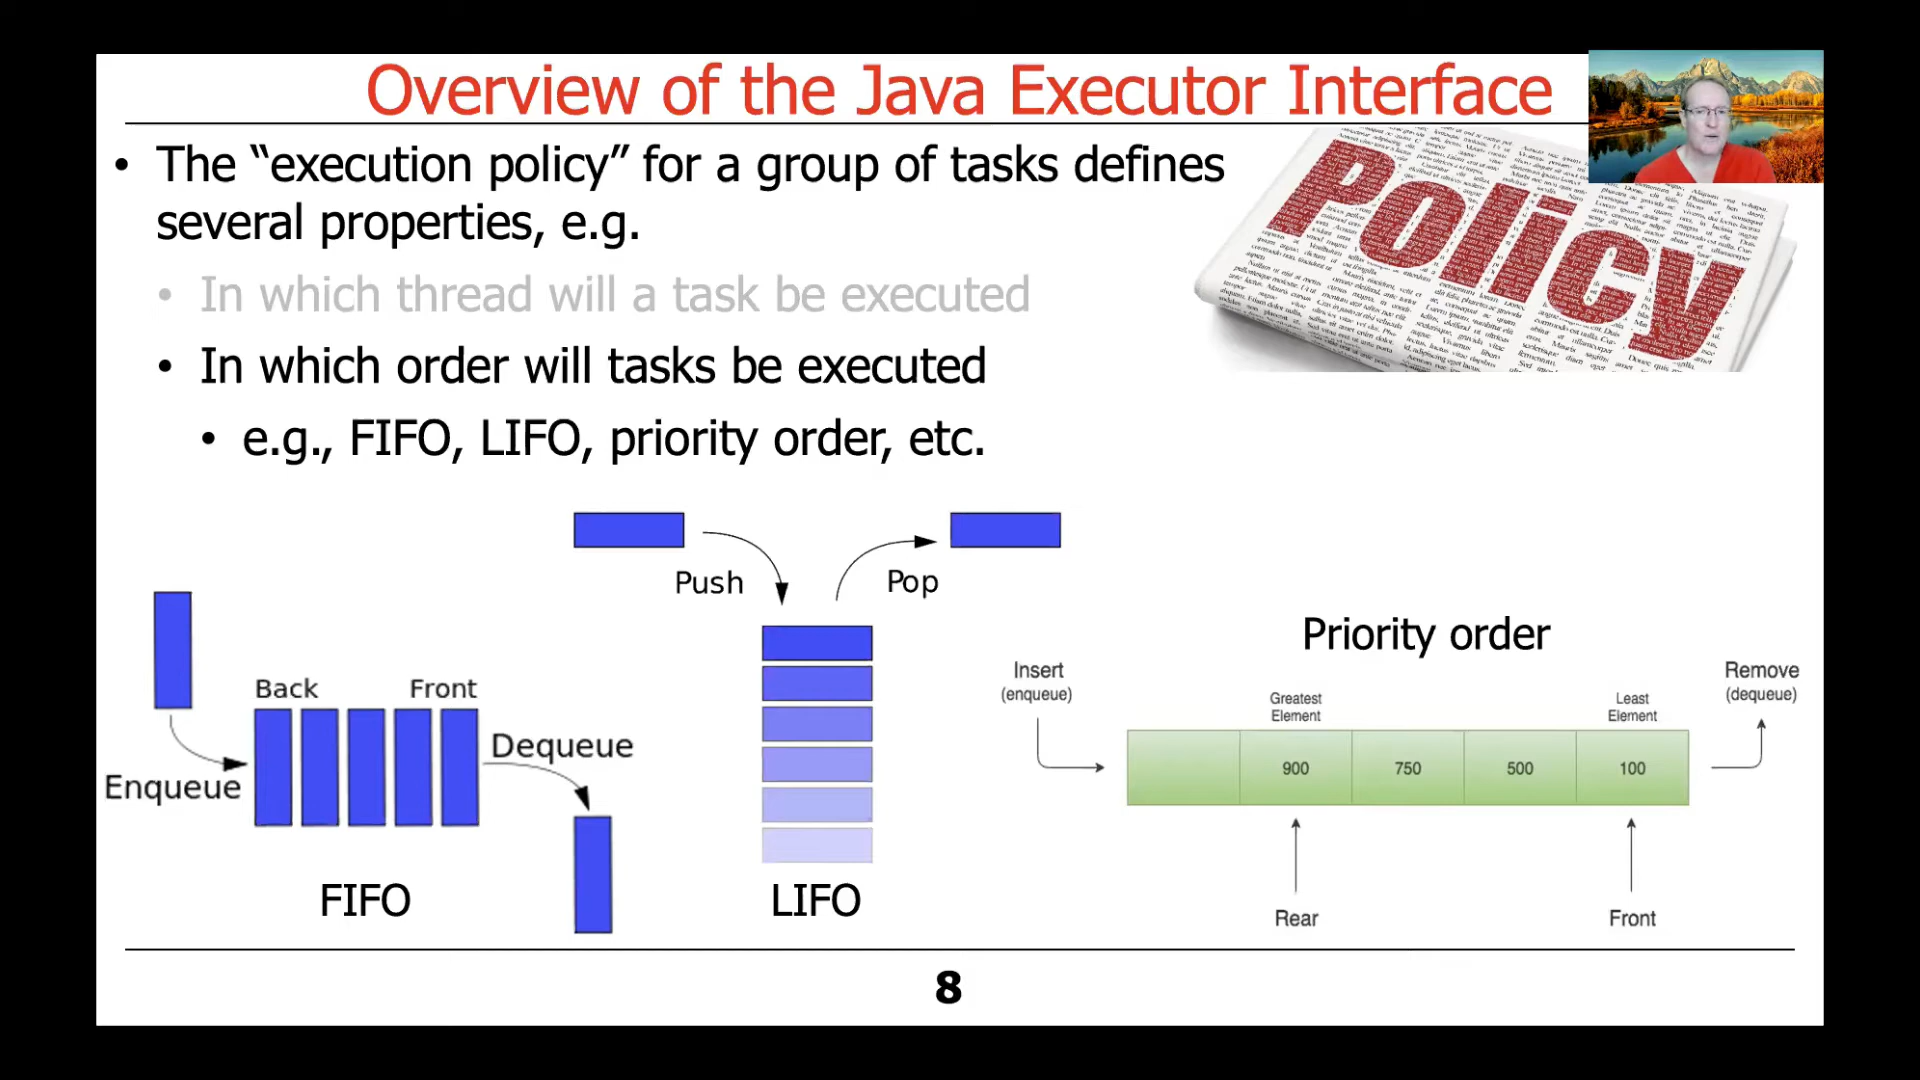 Overview of the Java Executor Interface
• The “execution policy” for a group of tasks defines
several properties, e.g.
• In which thread will a task be executed
• In which order will tasks be executed
• e.g., FIFO, LIFO, priority order, etc.
Policy
Push
Pop
Back
Front
Enqueue
Dequeue
FIFO
LIFO
Priority order
Insert
(enqueue)
Remove
(dequeue)
Greatest
Element
Least
Element
900
750
500
100
Rear
Front
8